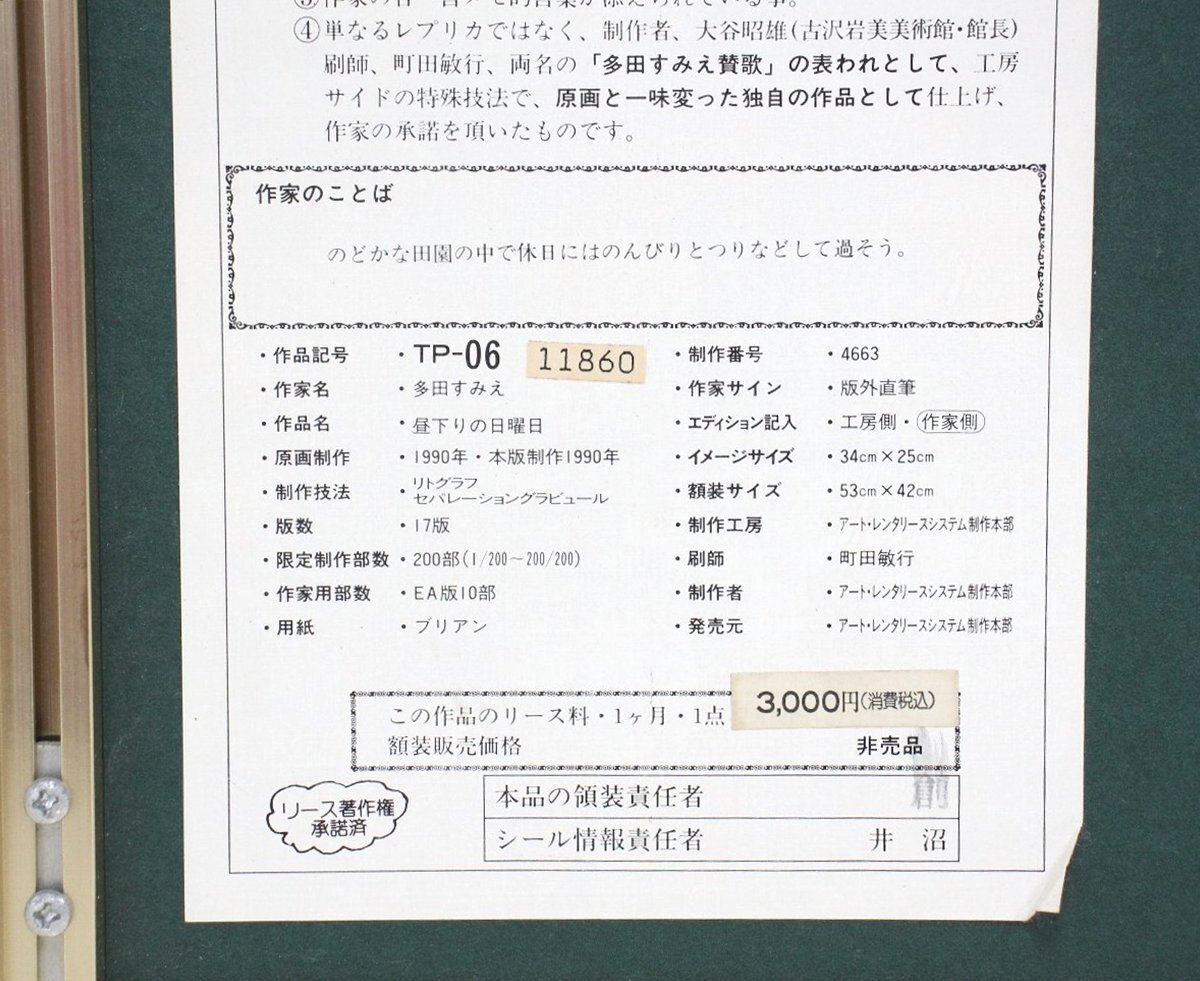 ④単なるレプリカではなく、制作者、大谷昭雄(古沢岩美美術館・館長)
刷師、町田敏行、両名の「多田すみえ賛歌」の表われとして、工房
サイドの特殊技法で、原画と一味変った独自の作品として仕上げ、
作家の承諾を頂いたものです。
作家のことば
のどかな田園の中で休日にはのんびりとつりなどして過そう。
・作品記号 ・TP-06 11860 ・制作番号 ・4663
・作家名 ・多田すみえ ・作家サイン ・版外直筆
・作品名 ・昼下りの日曜日 ・エディション記入 ・工房側・作家側
・原画制作 ・1990年・本版制作1990年 ・イメージサイズ ・34cm×25cm
・制作技法 ・リトグラフ
セパレーショングラビュール ・額装サイズ ・53cm×42cm
・版数 ・17版 ・制作工房 ・アート・レンタリースシステム制作本部
・限定制作部数 ・200部(1/200〜200/200) ・刷師 ・町田敏行
・作家用部数 ・EA版10部 ・制作者 ・アート・レンタリースシステム制作本部
・用紙 ・ブリアン ・発売元 ・アート・レンタリースシステム制作本部
この作品のリース料・1ヶ月・1点 3,000円(消費税込)
額装販売価格 非売品
リース著作権
承諾済
本品の領装責任者
シール情報責任者 井沼